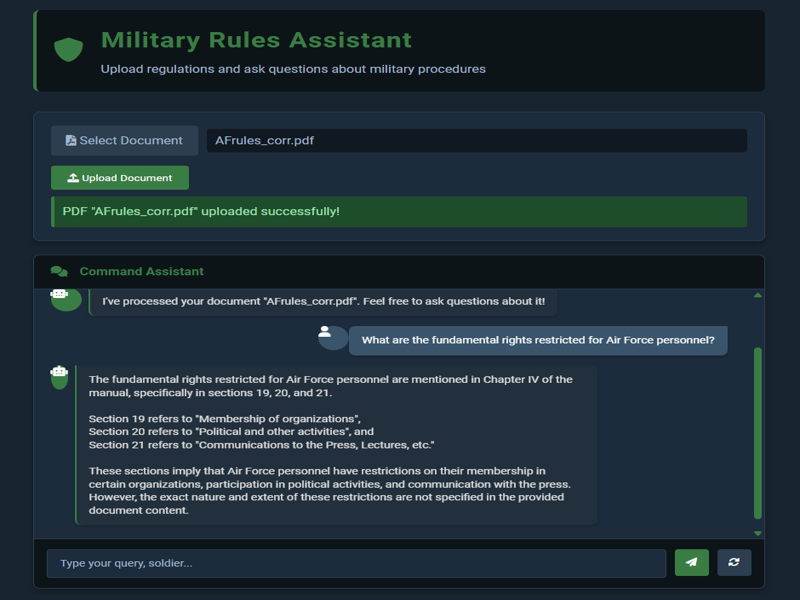 Military Rules Assistant
Upload regulations and ask questions about military procedures
Select Document
AFrules_corr.pdf
Upload Document
PDF "AFrules_corr.pdf" uploaded successfully!
Command Assistant
I've processed your document "AFrules_corr.pdf". Feel free to ask questions about it!
What are the fundamental rights restricted for Air Force personnel?
The fundamental rights restricted for Air Force personnel are mentioned in Chapter IV of the
manual, specifically in sections 19, 20, and 21.
Section 19 refers to "Membership of organizations",
Section 20 refers to "Political and other activities", and
Section 21 refers to "Communications to the Press, Lectures, etc."
These sections imply that Air Force personnel have restrictions on their membership in
certain organizations, participation in political activities, and communication with the press.
However, the exact nature and extent of these restrictions are not specified in the provided
document content.
Type your query, soldier...